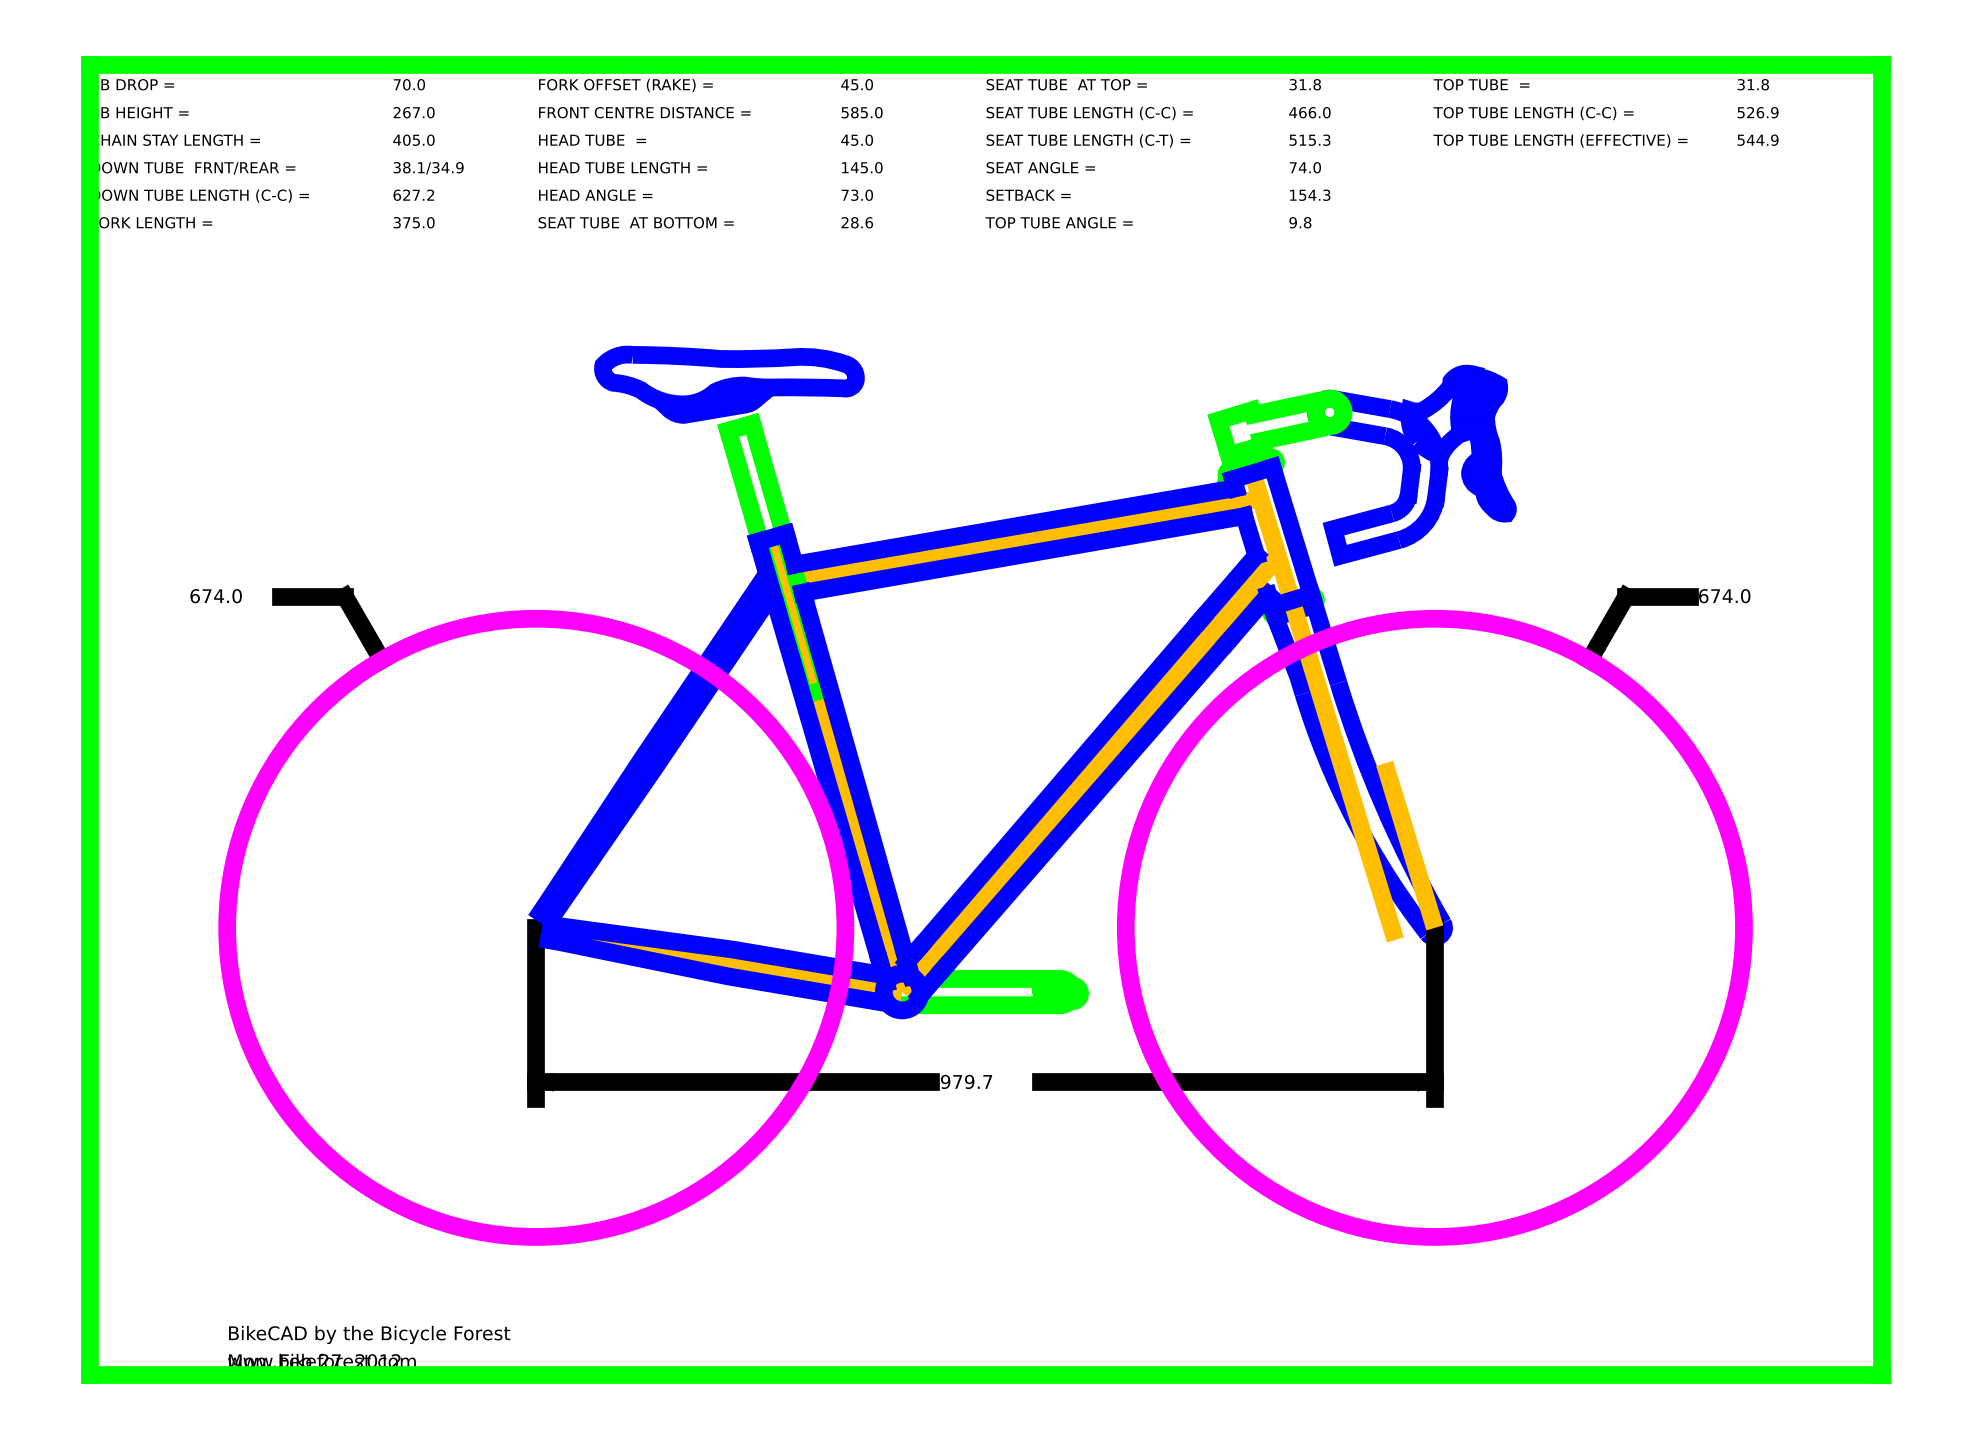 B DROP = 70.0 FORK OFFSET (RAKE) = 45.0 SEAT TUBE AT TOP = 31.8 TOP TUBE = 31.8
B HEIGHT = 267.0 FRONT CENTRE DISTANCE = 585.0 SEAT TUBE LENGTH (C-C) = 466.0 TOP TUBE LENGTH (C-C) = 526.9
HAIN STAY LENGTH = 405.0 HEAD TUBE = 45.0 SEAT TUBE LENGTH (C-T) = 515.3 TOP TUBE LENGTH (EFFECTIVE) = 544.9
OWN TUBE FRNT/REAR = 38.1/34.9 HEAD TUBE LENGTH = 145.0 SEAT ANGLE = 74.0
OWN TUBE LENGTH (C-C) = 627.2 HEAD ANGLE = 73.0 SETBACK = 154.3
ORK LENGTH = 375.0 SEAT TUBE AT BOTTOM = 28.6 TOP TUBE ANGLE = 9.8
674.0 674.0
979.7
BikeCAD by the Bicycle Forest